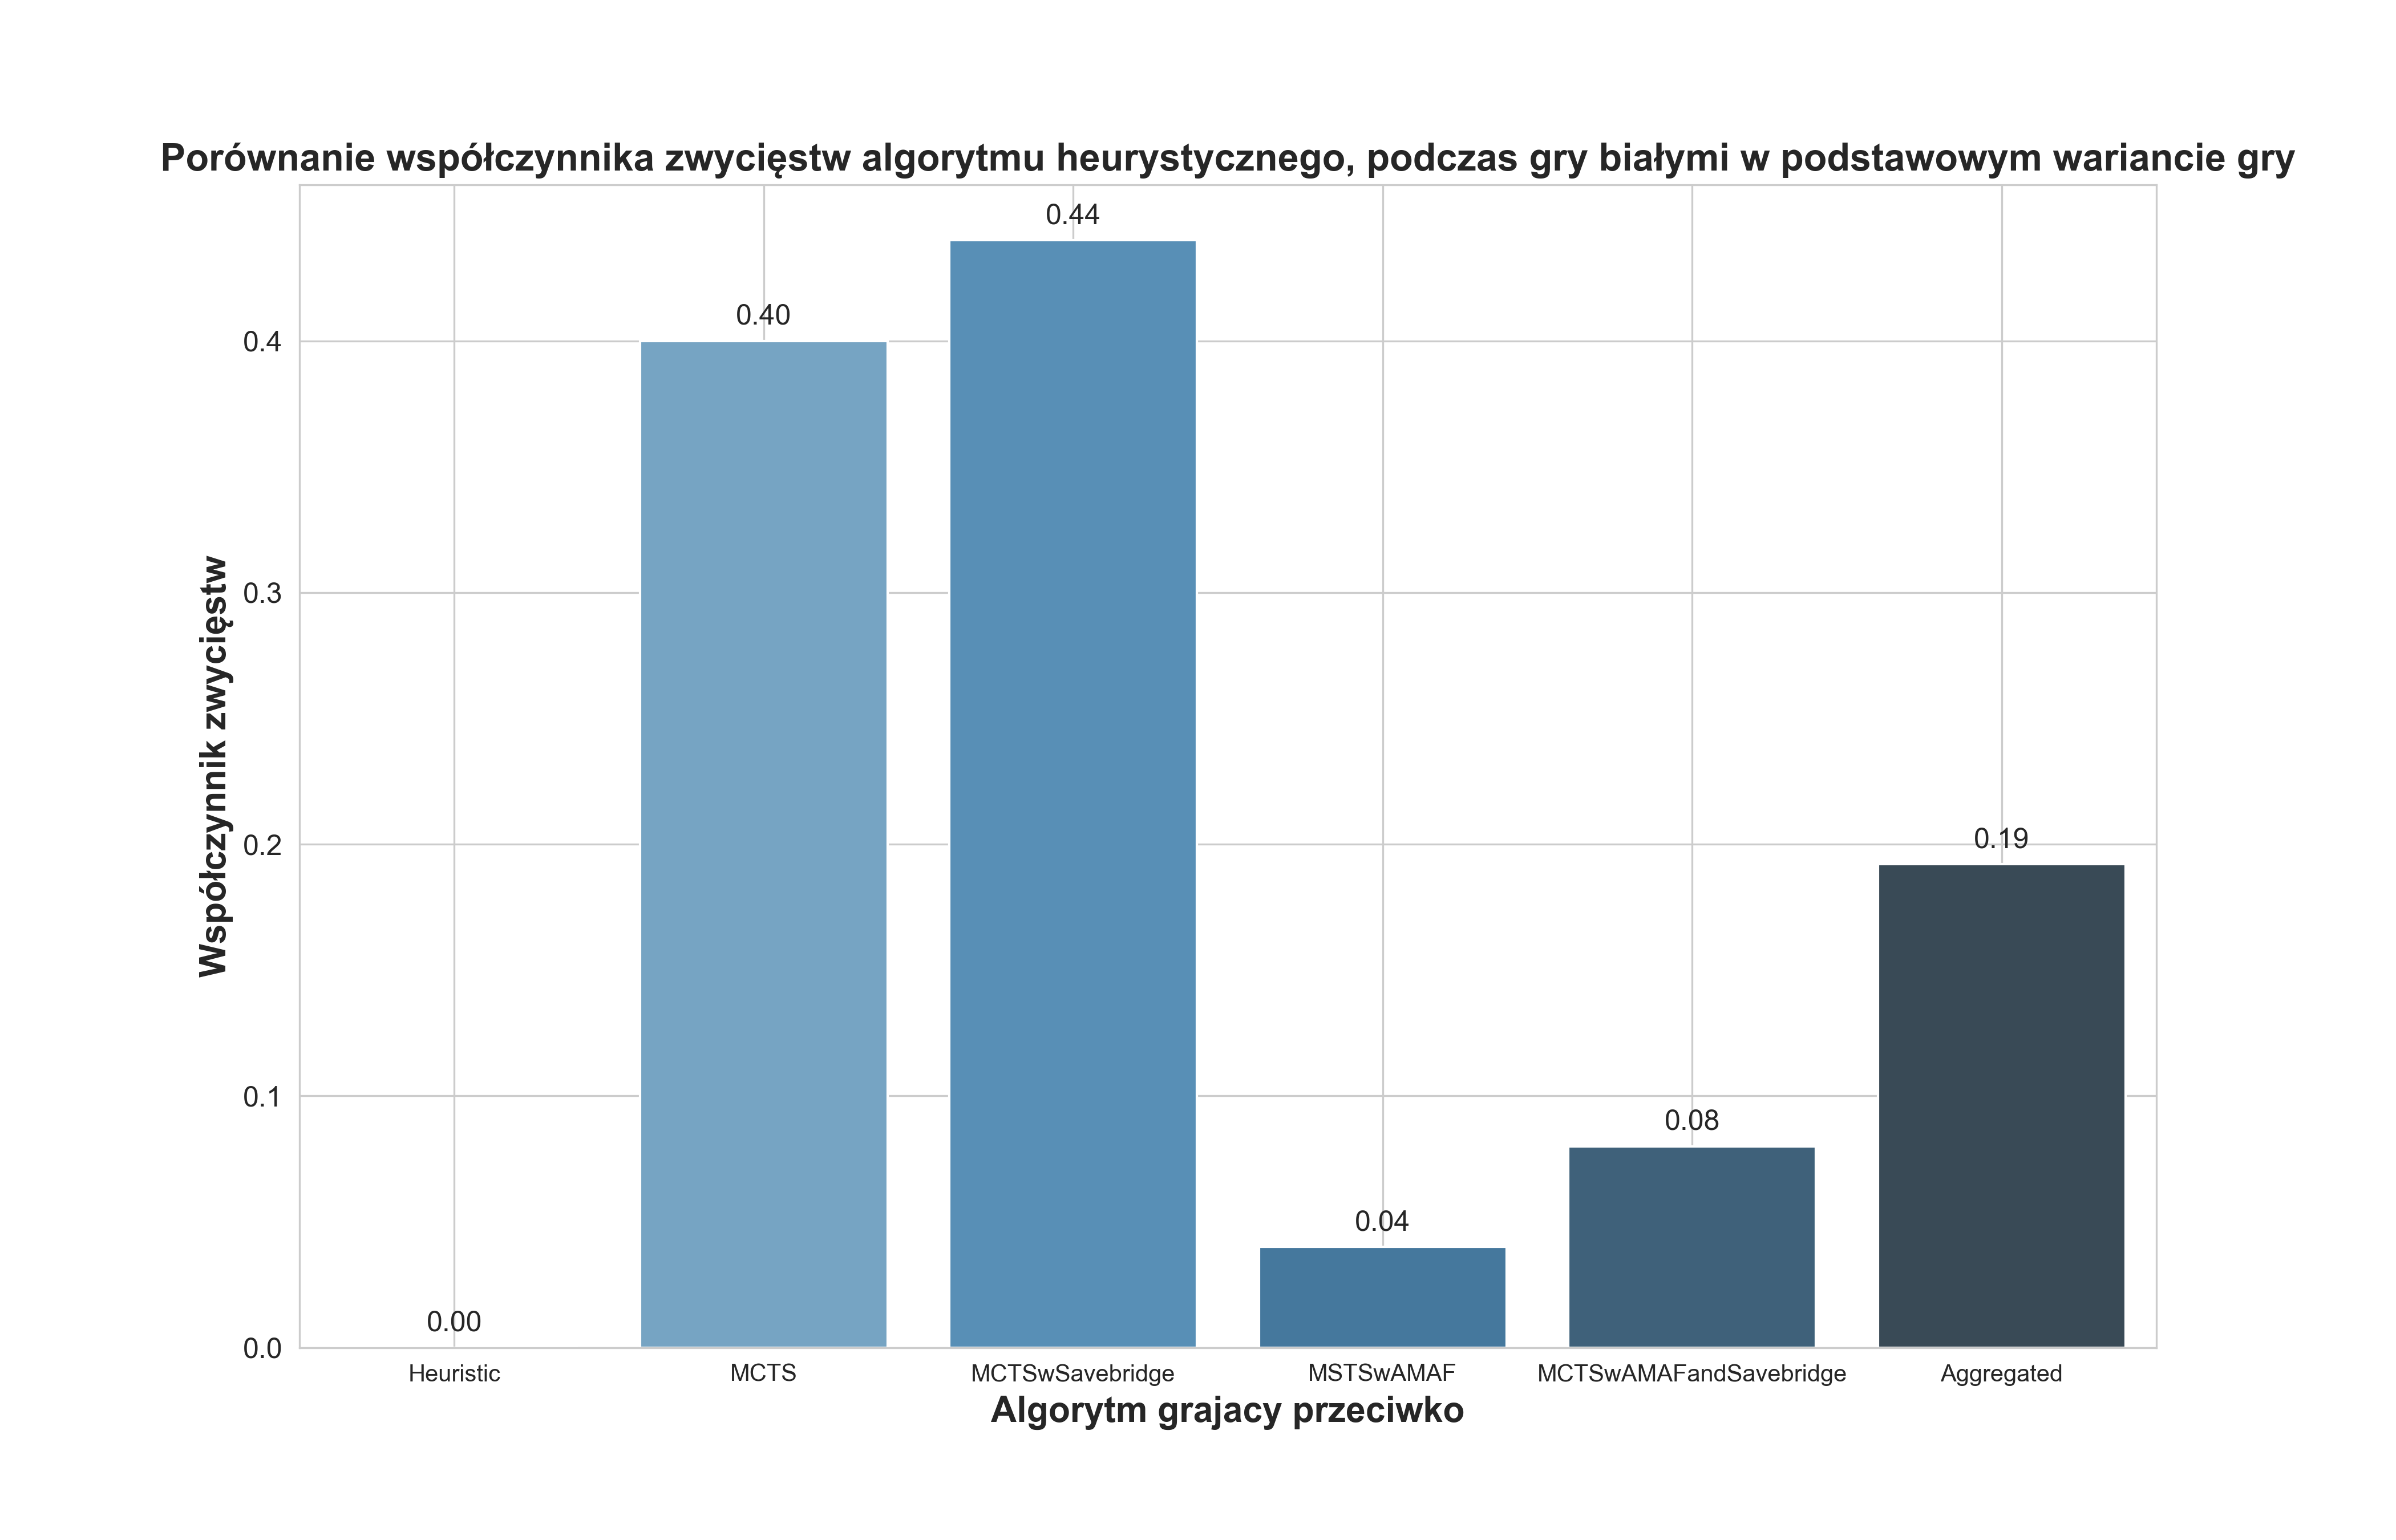 Porównanie współczynnika zwycięstw algorytmu heurystycznego, podczas gry białymi w podstawowym wariancie gry
Współczynnik zwycięstw
0.4
0.3
0.2
0.1
0.0
0.00
0.40
0.44
0.04
0.08
0.19
Heuristic
MCTS
MCTSwSavebridge
MSTSwAMAF
MCTSwAMAFandSavebridge
Aggregated
Algorytm grajacy przeciwko